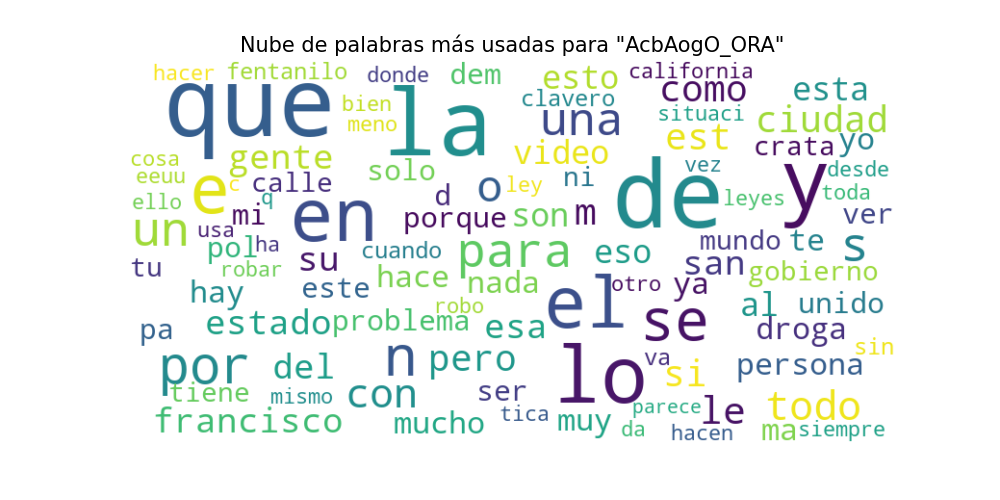 Nube de palabras más usadas para "AcbAogO_ORA"
hacer fentanilo donde dem esto california como esta
que bien la clavero una situaci ciudad
meno video est crata yo
cosa gente solo vez desde
eeuu e c calle o ley ni de leyes y toda
ello q d m
un mi en porque son ver
usa pol ha cuando para eso mundo te s
tu robar su hace nada san gobierno
hay este el otro ya al unido
pa estado problema robo esa se droga
por del n pero lo va si persona sin
tiene mismo con ser le todo
francisco mucho tica muy parece ma siempre
da hacen